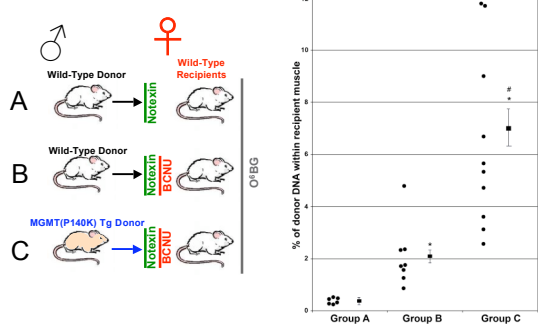 Wild-Type Donor
Wild-Type
Recipients
A
Notexin
Wild-Type Donor
B
Notexin
BCNU
O⁶BG
MGMT(P140K) Tg Donor
C
Notexin
BCNU
% of donor DNA within recipient muscle
12
10
8
6
4
2
0
#
*
*
Group A
Group B
Group C